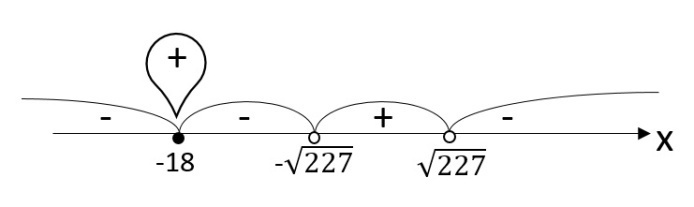 +
- - + -
-18 -√227 √227 x